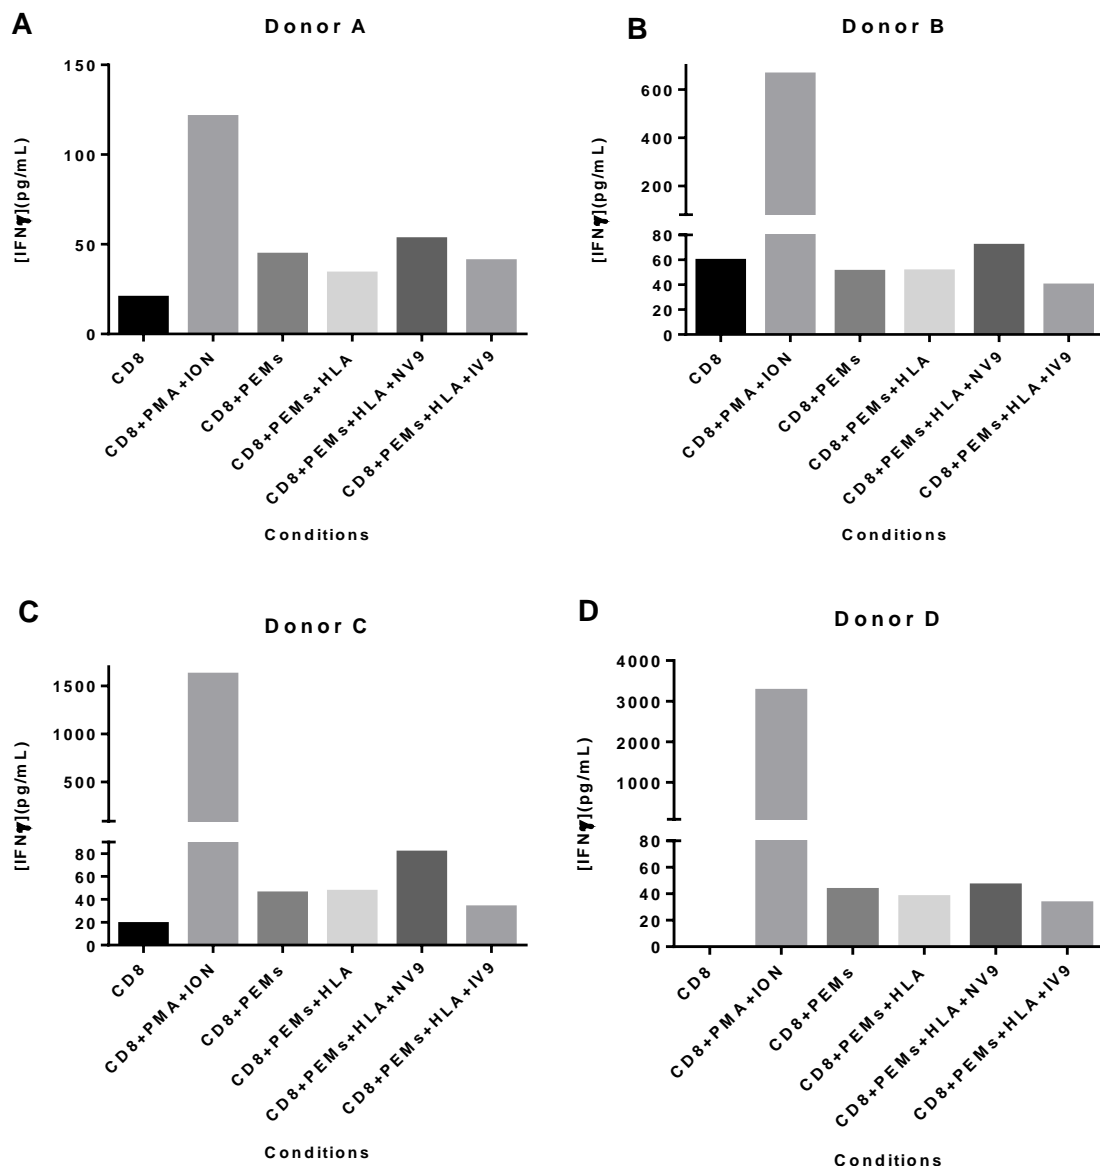 A
Donor A
[IFNγ](pg/mL)
150
100
50
0
CD8
CD8+PMA+ION
CD8+PEMs
CD8+PEMs+HLA
CD8+PEMs+HLA+NV9
CD8+PEMs+HLA+IV9
Conditions
B
Donor B
[IFNγ](pg/mL)
600
400
200
80
60
40
20
0
CD8
CD8+PMA+ION
CD8+PEMs
CD8+PEMs+HLA
CD8+PEMs+HLA+NV9
CD8+PEMs+HLA+IV9
Conditions
C
Donor C
[IFNγ](pg/mL)
1500
1000
500
80
60
40
20
0
CD8
CD8+PMA+ION
CD8+PEMs
CD8+PEMs+HLA
CD8+PEMs+HLA+NV9
CD8+PEMs+HLA+IV9
Conditions
D
Donor D
[IFNγ](pg/mL)
4000
3000
2000
1000
80
60
40
20
0
CD8
CD8+PMA+ION
CD8+PEMs
CD8+PEMs+HLA
CD8+PEMs+HLA+NV9
CD8+PEMs+HLA+IV9
Conditions